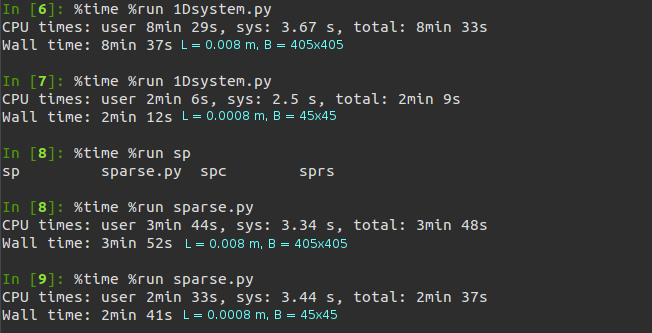 In [6]: %time %run 1Dsystem.py
CPU times: user 8min 29s, sys: 3.67 s, total: 8min 33s
Wall time: 8min 37s L = 0.008 m, B = 405x405
In [7]: %time %run 1Dsystem.py
CPU times: user 2min 6s, sys: 2.5 s, total: 2min 9s
Wall time: 2min 12s L = 0.0008 m, B = 45x45
In [8]: %time %run sp
sp sparse.py spc sprs
In [8]: %time %run sparse.py
CPU times: user 3min 44s, sys: 3.34 s, total: 3min 48s
Wall time: 3min 52s L = 0.008 m, B = 405x405
In [9]: %time %run sparse.py
CPU times: user 2min 33s, sys: 3.44 s, total: 2min 37s
Wall time: 2min 41s L = 0.0008 m, B = 45x45